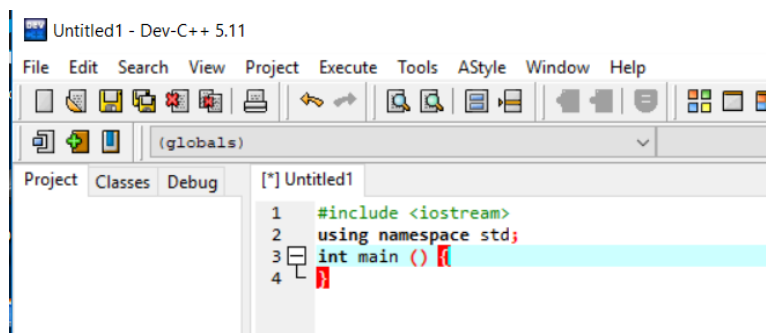 DEV
Untitled1 - Dev-C++ 5.11
File Edit Search View Project Execute Tools AStyle Window Help
(globals)
Project Classes Debug [*] Untitled1
1 #include <iostream>
2 using namespace std;
3 int main () {
4 }